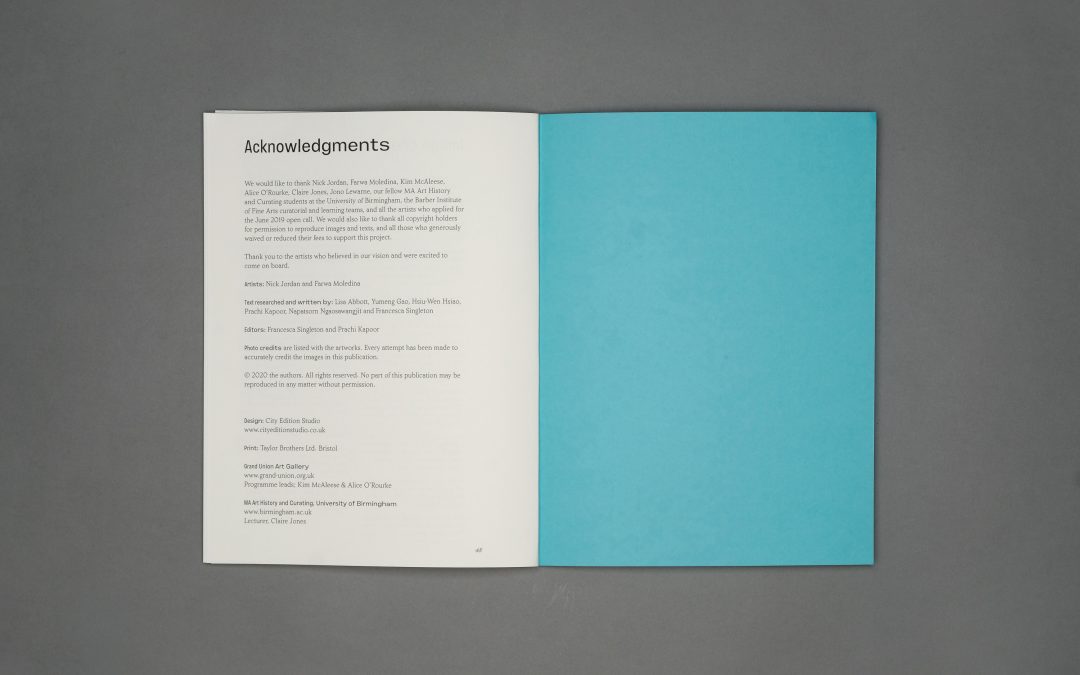 Acknowledgments
We would like to thank Nick Jordan, Farwa Moledina, Kim McAleese,
Alice O'Rourke, Claire Jones, Jono Lewarne, our fellow MA Art History
and Curating students at the University of Birmingham, the Barber Institute
of Fine Arts curatorial and learning teams, and all the artists who applied for
the June 2019 open call. We would also like to thank all copyright holders
for permission to reproduce images and texts, and all those who generously
waived or reduced their fees to support this project.
Thank you to the artists who believed in our vision and were excited to
come on board.
Artists: Nick Jordan and Farwa Moledina
Text researched and written by: Lisa Abbott, Yumeng Gao, Hsiu-Wen Hsiao,
Prachi Kapoor, Napatsorn Ngaosawangjit and Francesca Singleton
Editors: Francesca Singleton and Prachi Kapoor
Photo credits are listed with the artworks. Every attempt has been made to
accurately credit the images in this publication.
© 2020 the authors. All rights reserved. No part of this publication may be
reproduced in any matter without permission.
Design: City Edition Studio
www.cityeditionstudio.co.uk
Print: Taylor Brothers Ltd, Bristol
Grand Union Art Gallery
www.grand-union.org.uk
Programme leads; Kim McAleese & Alice O'Rourke
MA Art History and Curating, University of Birmingham
www.birmingham.ac.uk
Lecturer, Claire Jones